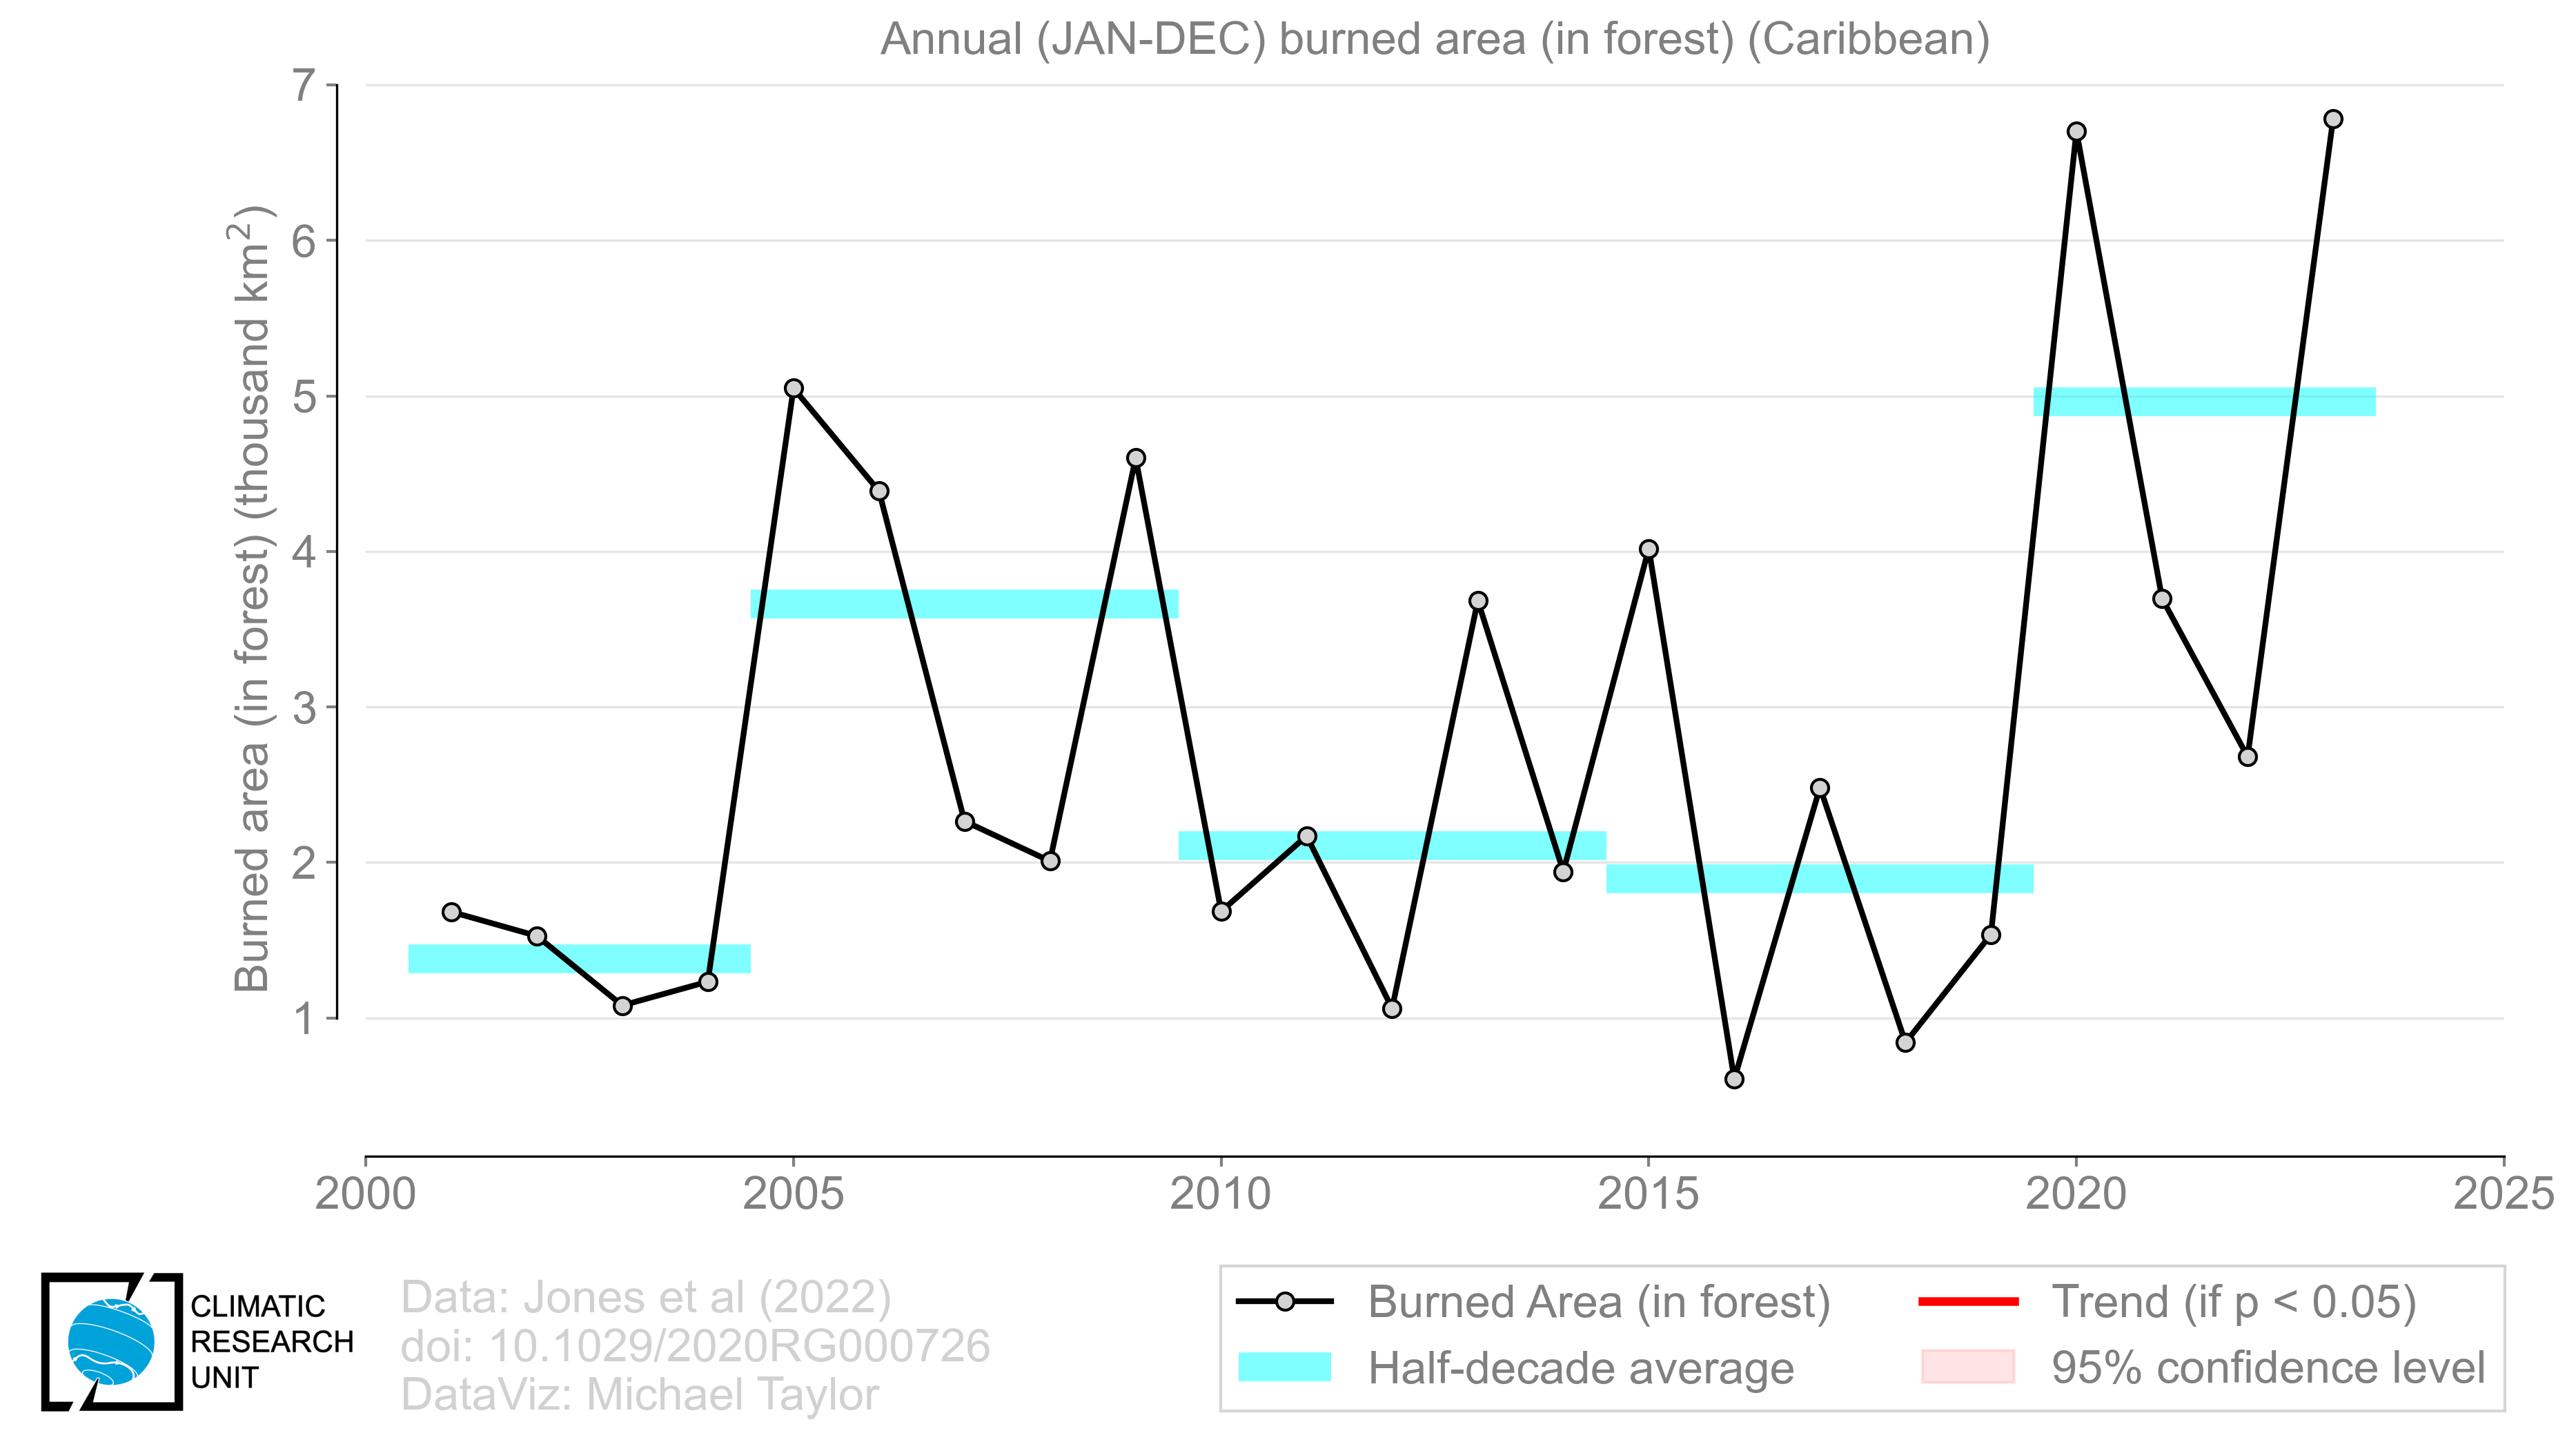 Annual (JAN-DEC) burned area (in forest) (Caribbean)
Burned area (in forest) (thousand km²)
7
6
5
4
3
2
1
2000
2005
2010
2015
2020
2025
CLIMATIC
RESEARCH
UNIT
Data: Jones et al (2022)
doi: 10.1029/2020RG000726
DataViz: Michael Taylor
Burned Area (in forest)
Half-decade average
Trend (if p < 0.05)
95% confidence level